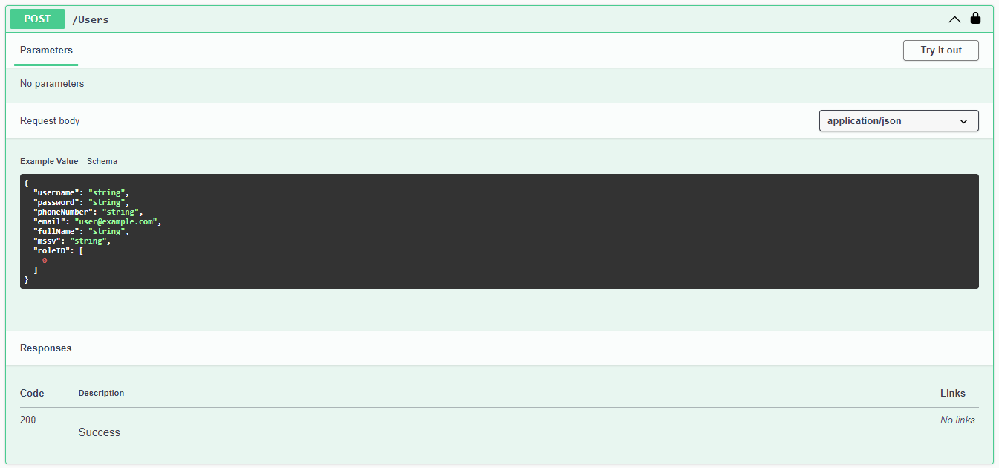 POST /Users
Parameters
Try it out
No parameters
Request body
application/json
Example Value | Schema
{
  "username": "string",
  "password": "string",
  "phoneNumber": "string",
  "email": "user@example.com",
  "fullName": "string",
  "mssv": "string",
  "roleID": [
    0
  ]
}
Responses
Code Description Links
200 Success No links